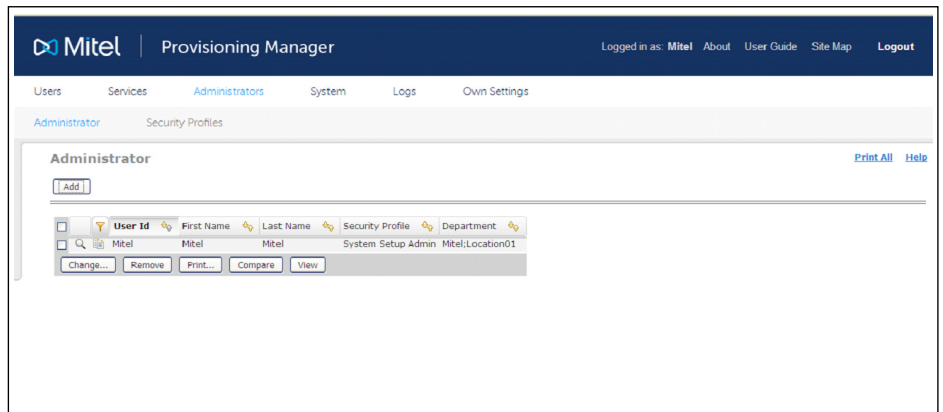 Mitel | Provisioning Manager
Logged in as: Mitel About User Guide Site Map Logout
Users Services Administrators System Logs Own Settings
Administrator Security Profiles
Administrator
Print All Help
Add
User Id First Name Last Name Security Profile Department
Mitel Mitel Mitel System Setup Admin Mitel;Location01
Change... Remove Print... Compare View